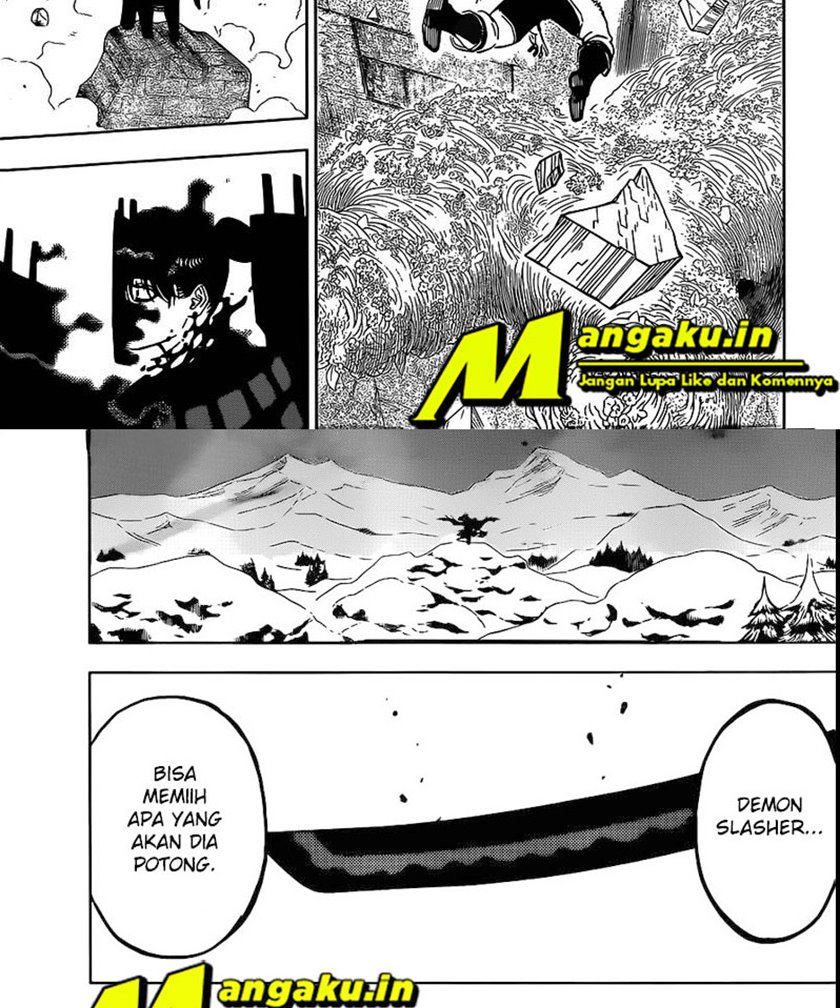 Mangaku.in
Jangan Lupa Like dan Komennya
DEMON
SLASHER...
BISA
MEMIIH
APA YANG
AKAN DIA
POTONG.
Mangaku.in